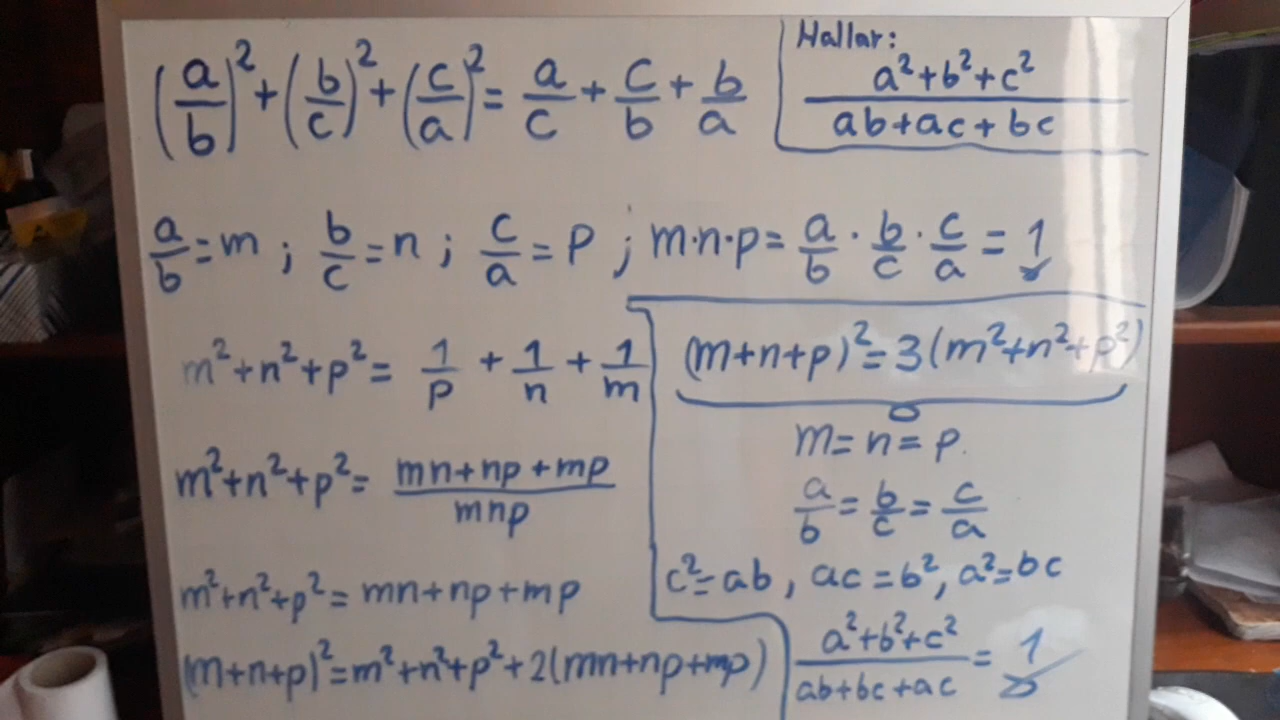 (a/b)² + (b/c)² + (c/a)² = a/c + c/b + b/a
Hallar:
(a²+b²+c²)/(ab+ac+bc)
a/b = m ; b/c = n ; c/a = p ; m·n·p = a/b · b/c · c/a = 1
m²+n²+p² = 1/p + 1/n + 1/m
m²+n²+p² = (mn+np+mp)/(mnp)
m²+n²+p² = mn+np+mp
(m+n+p)² = m²+n²+p²+2(mn+np+mp)
(m+n+p)² = 3(m²+n²+p²)
m = n = p.
a/b = b/c = c/a
c² = ab , ac = b² , a² = bc
(a²+b²+c²)/(ab+bc+ac) = 1